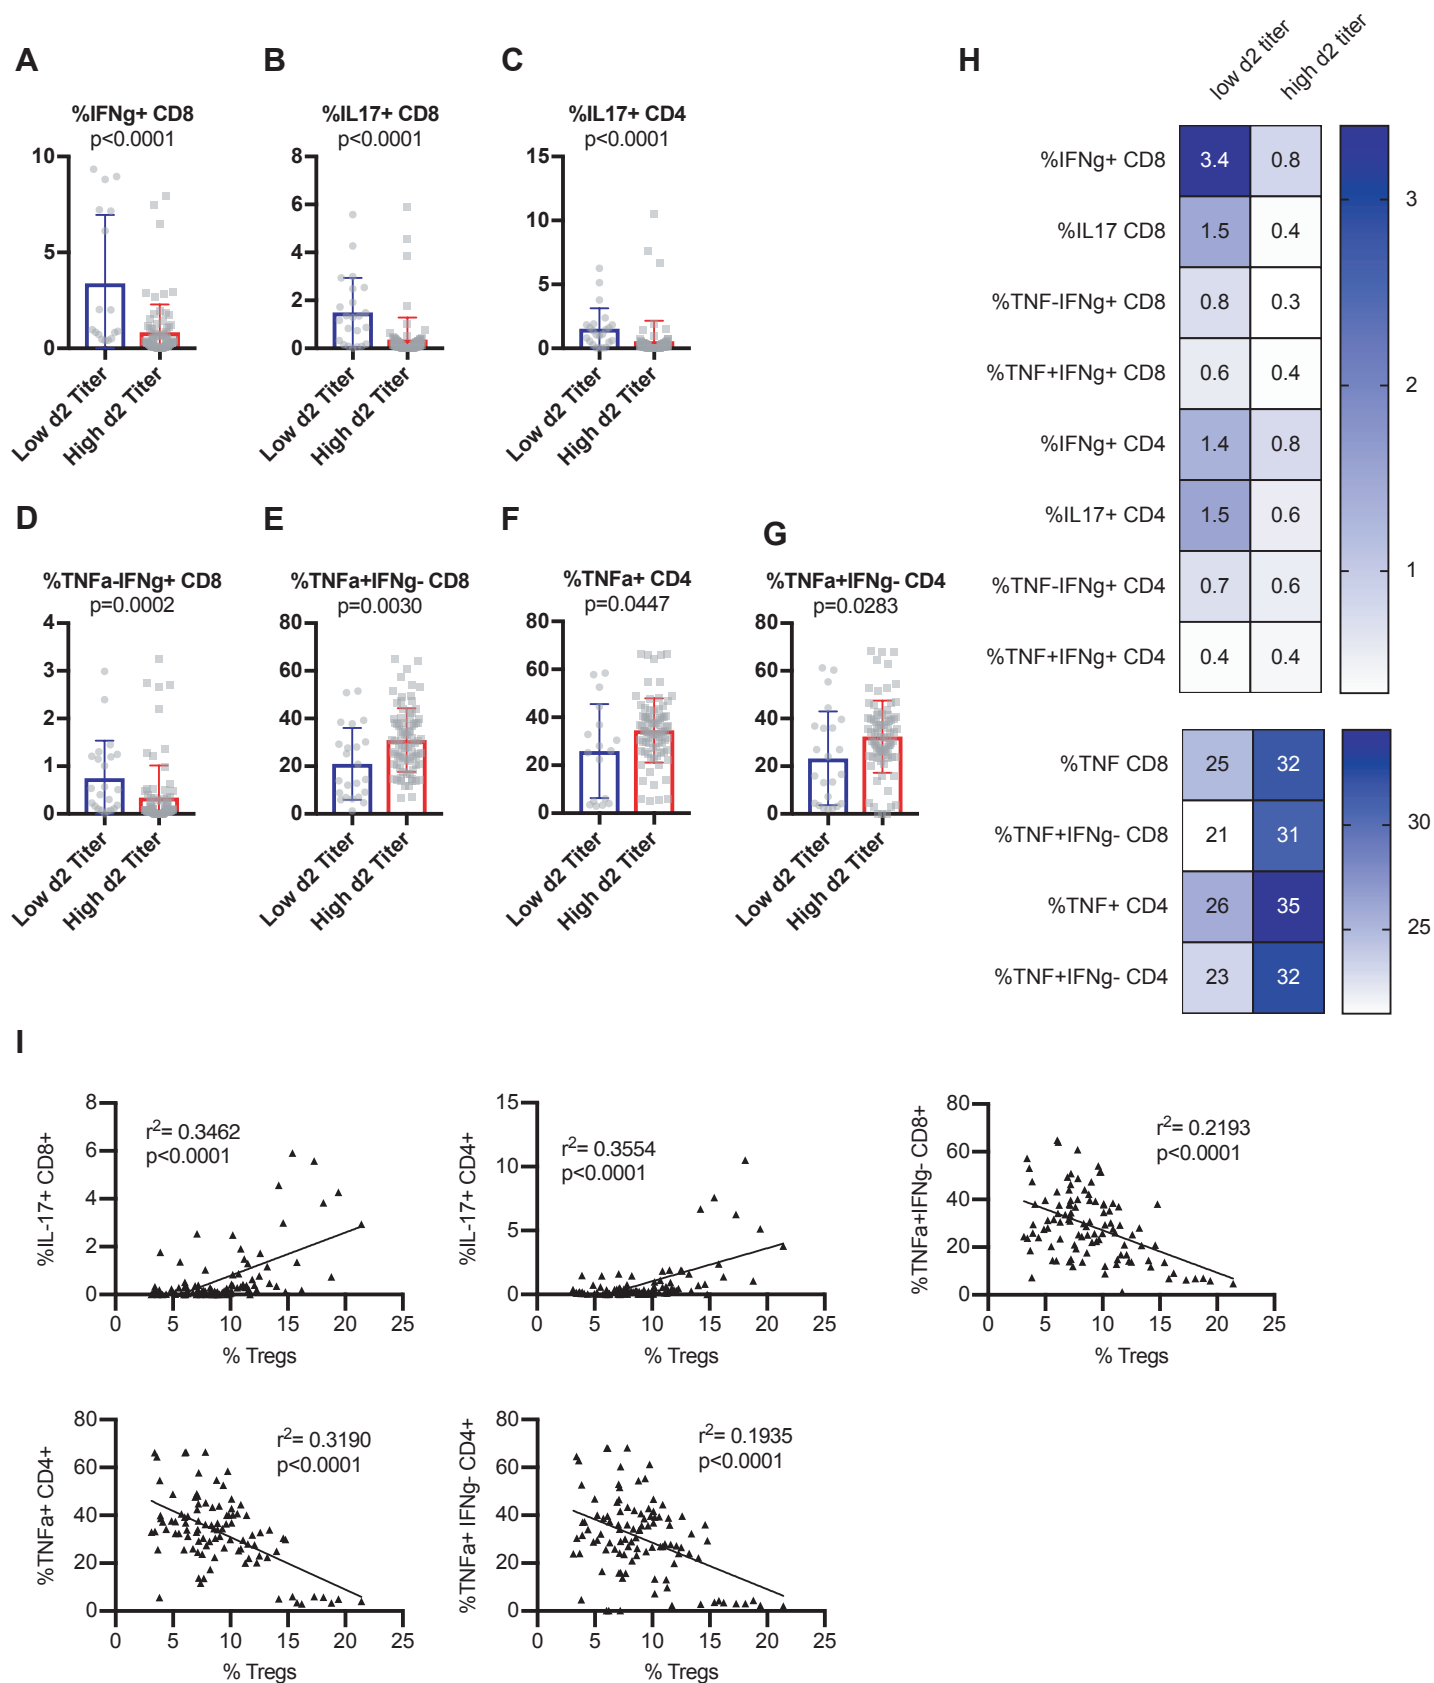 A
%IFNg+ CD8
p<0.0001
10
5
0
Low d2 Titer
High d2 Titer
B
%IL17+ CD8
p<0.0001
8
6
4
2
0
Low d2 Titer
High d2 Titer
C
%IL17+ CD4
p<0.0001
15
10
5
0
Low d2 Titer
High d2 Titer
D
%TNFa-IFNg+ CD8
p=0.0002
4
3
2
1
0
Low d2 Titer
High d2 Titer
E
%TNFa+IFNg- CD8
p=0.0030
80
60
40
20
0
Low d2 Titer
High d2 Titer
F
%TNFa+ CD4
p=0.0447
80
60
40
20
0
Low d2 Titer
High d2 Titer
G
%TNFa+IFNg- CD4
p=0.0283
80
60
40
20
0
Low d2 Titer
High d2 Titer
H
low d2 titer
high d2 titer
%IFNg+ CD8 3.4 0.8
%IL17 CD8 1.5 0.4
%TNF-IFNg+ CD8 0.8 0.3
%TNF+IFNg+ CD8 0.6 0.4
%IFNg+ CD4 1.4 0.8
%IL17+ CD4 1.5 0.6
%TNF-IFNg+ CD4 0.7 0.6
%TNF+IFNg+ CD4 0.4 0.4
3
2
1
%TNF CD8 25 32
%TNF+IFNg- CD8 21 31
%TNF+ CD4 26 35
%TNF+IFNg- CD4 23 32
30
25
I
%IL-17+ CD8+
8
6
4
2
0
r2= 0.3462
p<0.0001
0 5 10 15 20 25
% Tregs
%IL-17+ CD4+
15
10
5
0
r2= 0.3554
p<0.0001
0 5 10 15 20 25
% Tregs
%TNFa+IFNg- CD8+
80
60
40
20
0
r2= 0.2193
p<0.0001
0 5 10 15 20 25
% Tregs
%TNFa+ CD4+
80
60
40
20
0
r2= 0.3190
p<0.0001
0 5 10 15 20 25
% Tregs
%TNFa+ IFNg- CD4+
80
60
40
20
0
r2= 0.1935
p<0.0001
0 5 10 15 20 25
% Tregs